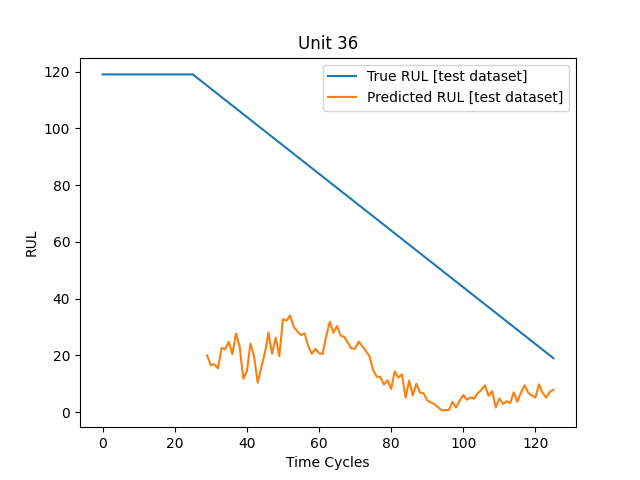 Unit 36
True RUL [test dataset]
Predicted RUL [test dataset]
120
100
80
60
40
20
0
RUL
0 20 40 60 80 100 120
Time Cycles